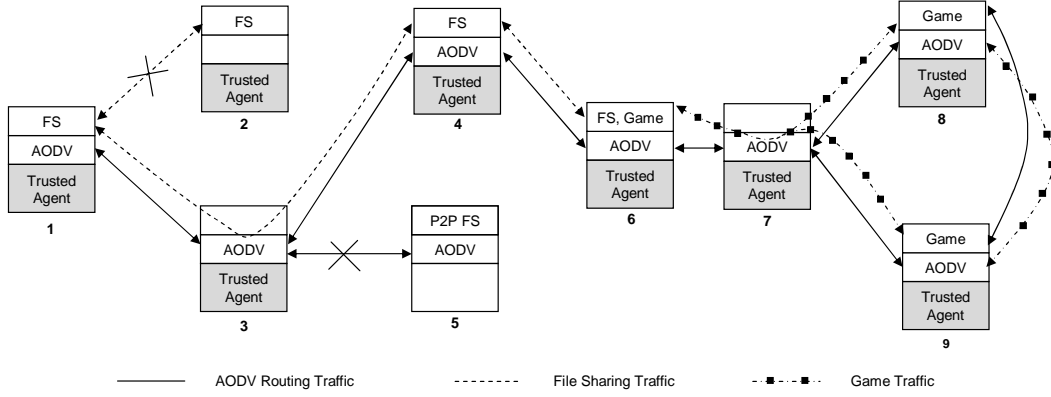 FS
Trusted
Agent
2
FS
AODV
Trusted
Agent
4
Game
AODV
Trusted
Agent
8
FS
AODV
Trusted
Agent
1
FS, Game
AODV
Trusted
Agent
6
AODV
Trusted
Agent
7
AODV
Trusted
Agent
3
P2P FS
AODV
5
Game
AODV
Trusted
Agent
9
AODV Routing Traffic
File Sharing Traffic
Game Traffic